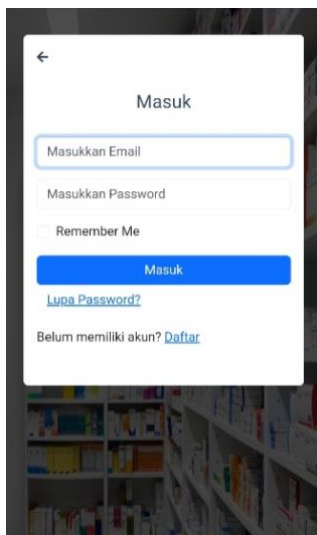 Masuk
Masukkan Email
Masukkan Password
Remember Me
Masuk
Lupa Password?
Belum memiliki akun? Daftar